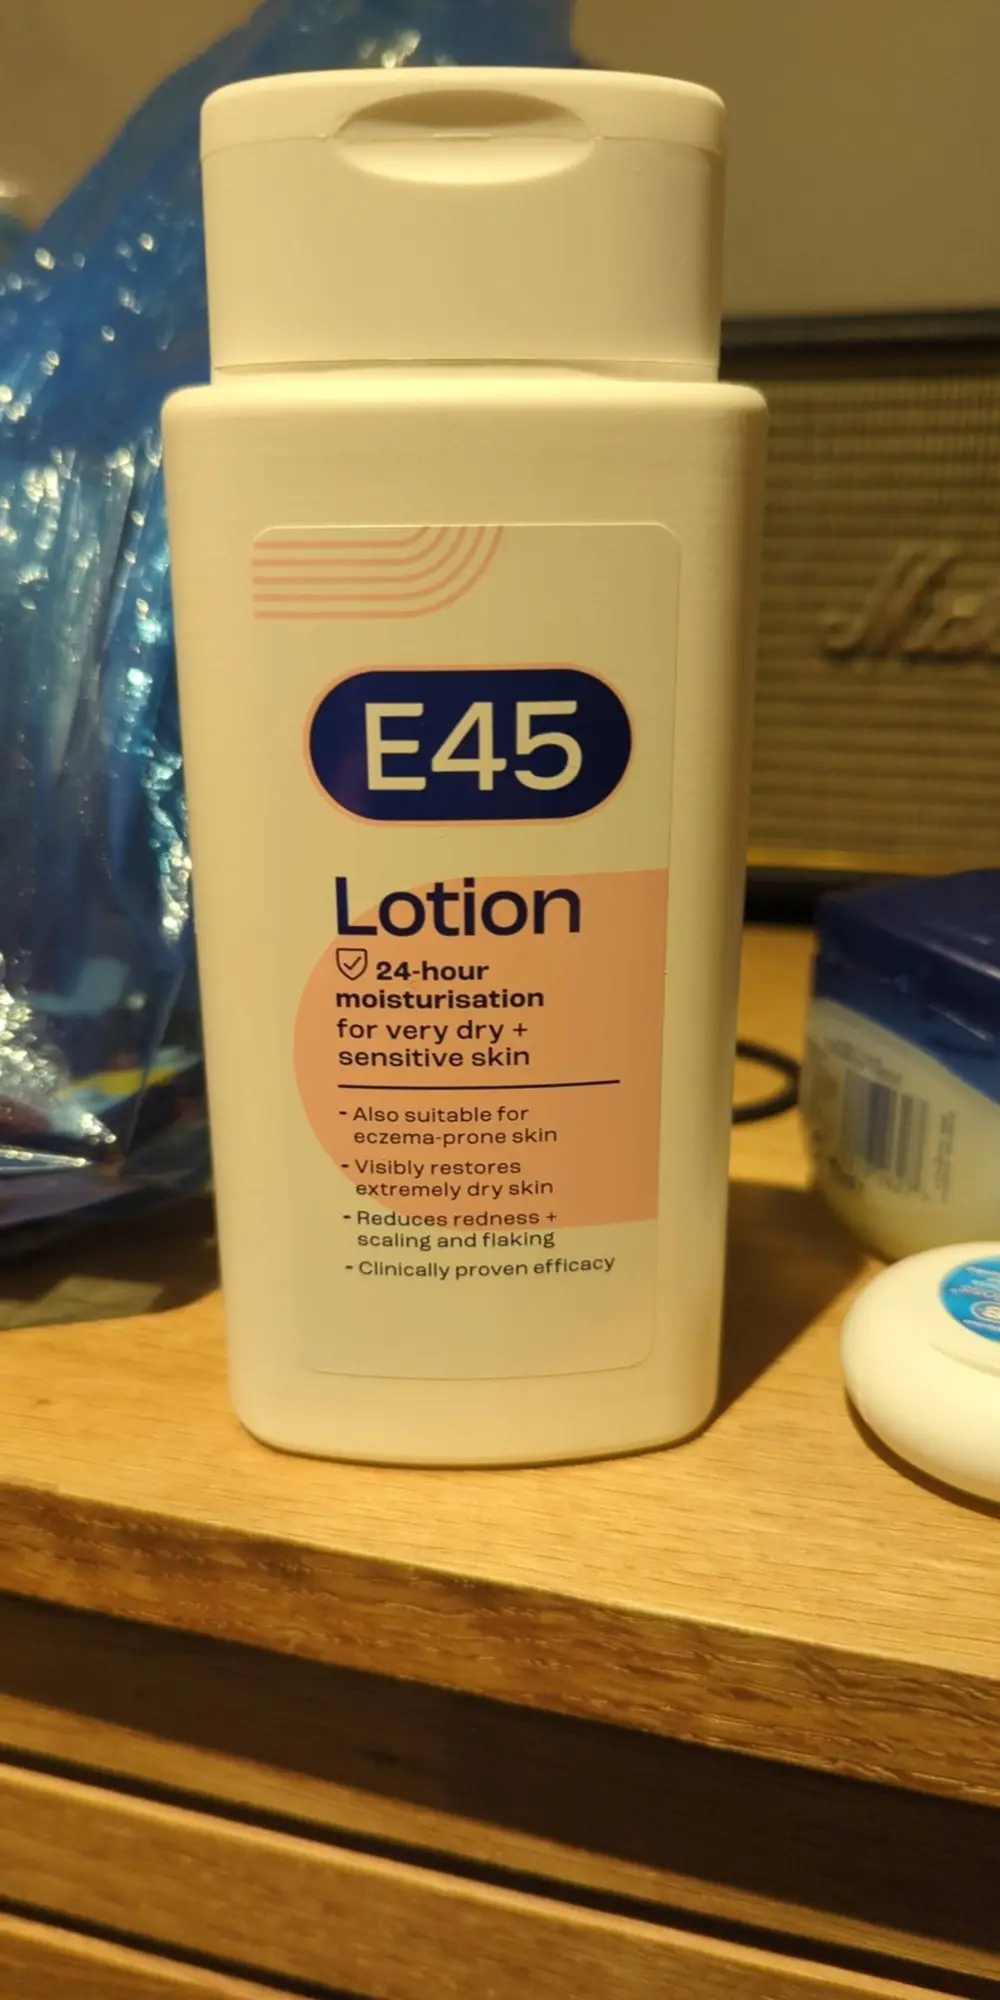 E45
Lotion
24-hour
moisturisation
for very dry +
sensitive skin
- Also suitable for
eczema-prone skin
- Visibly restores
extremely dry skin
- Reduces redness +
scaling and flaking
- Clinically proven efficacy